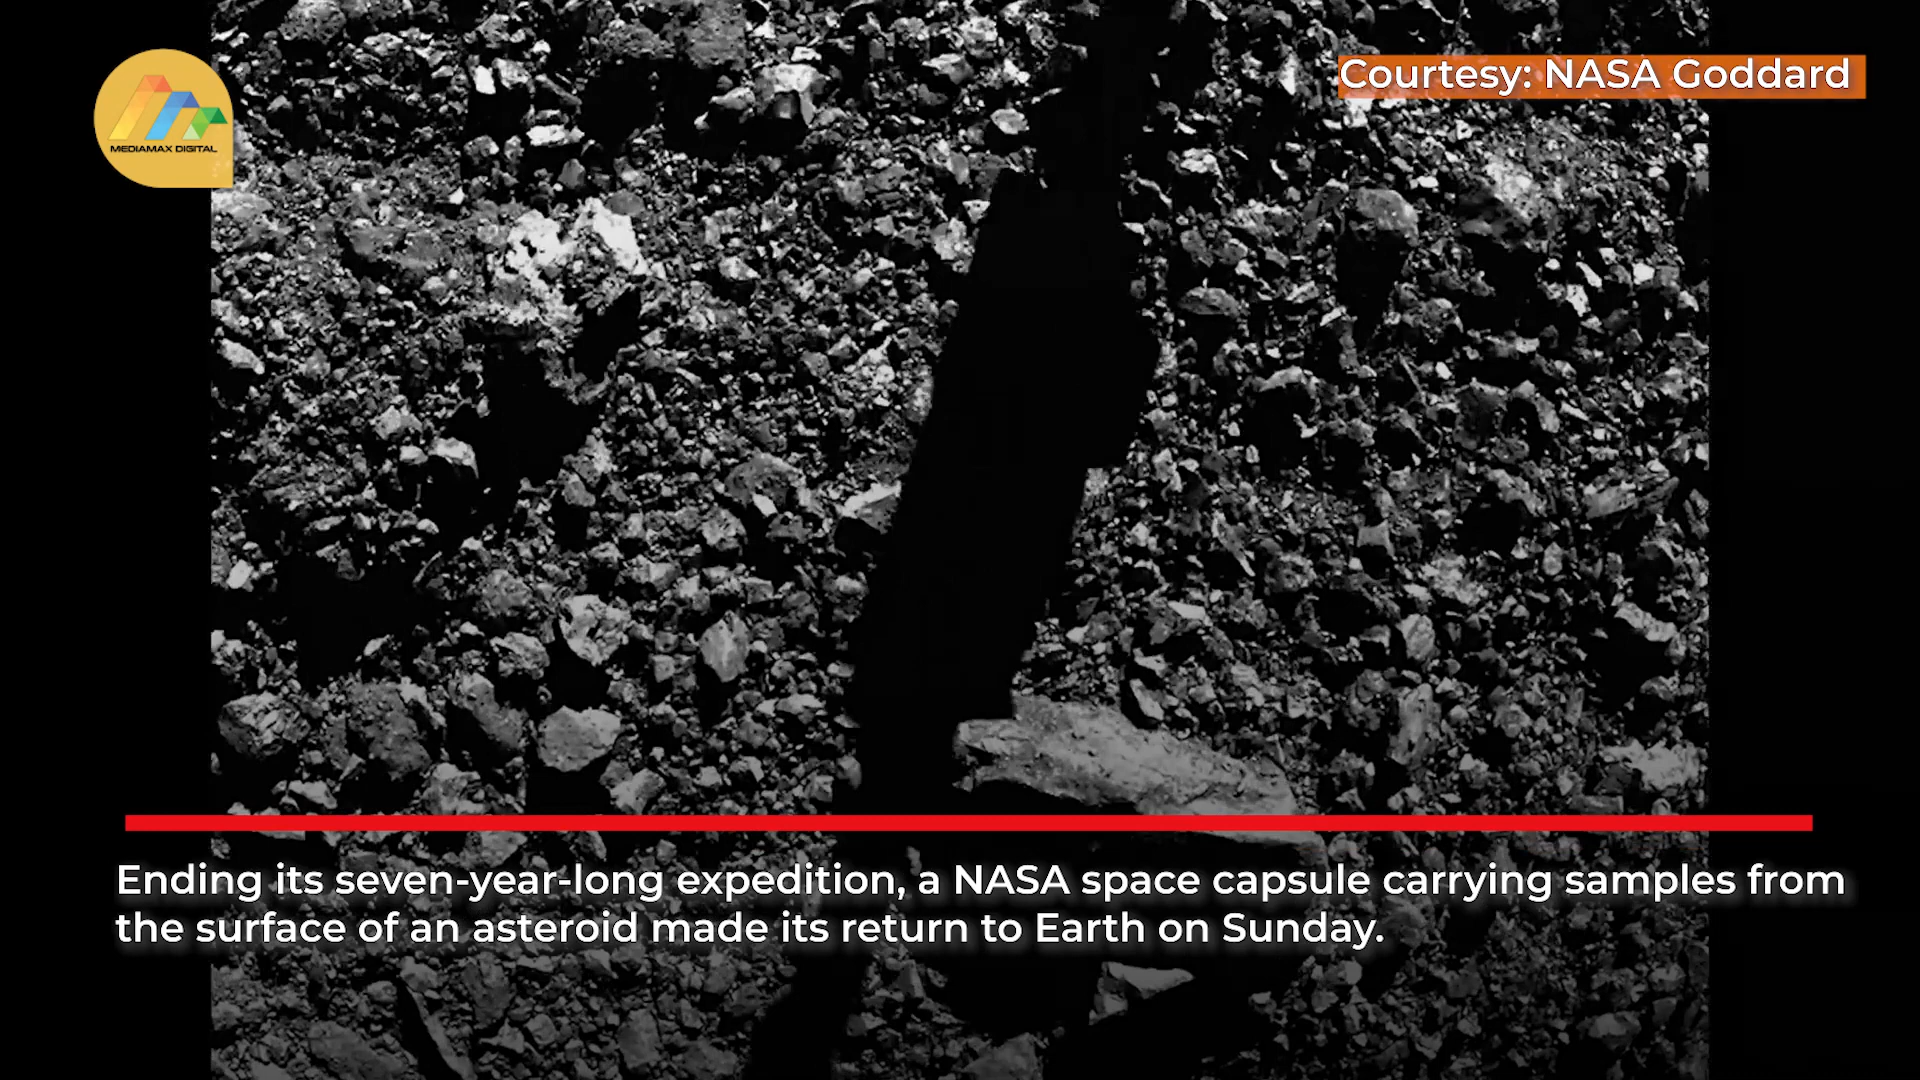 MEDIAMAX DIGITAL
Courtesy: NASA Goddard
Ending its seven-year-long expedition, a NASA space capsule carrying samples from
the surface of an asteroid made its return to Earth on Sunday.